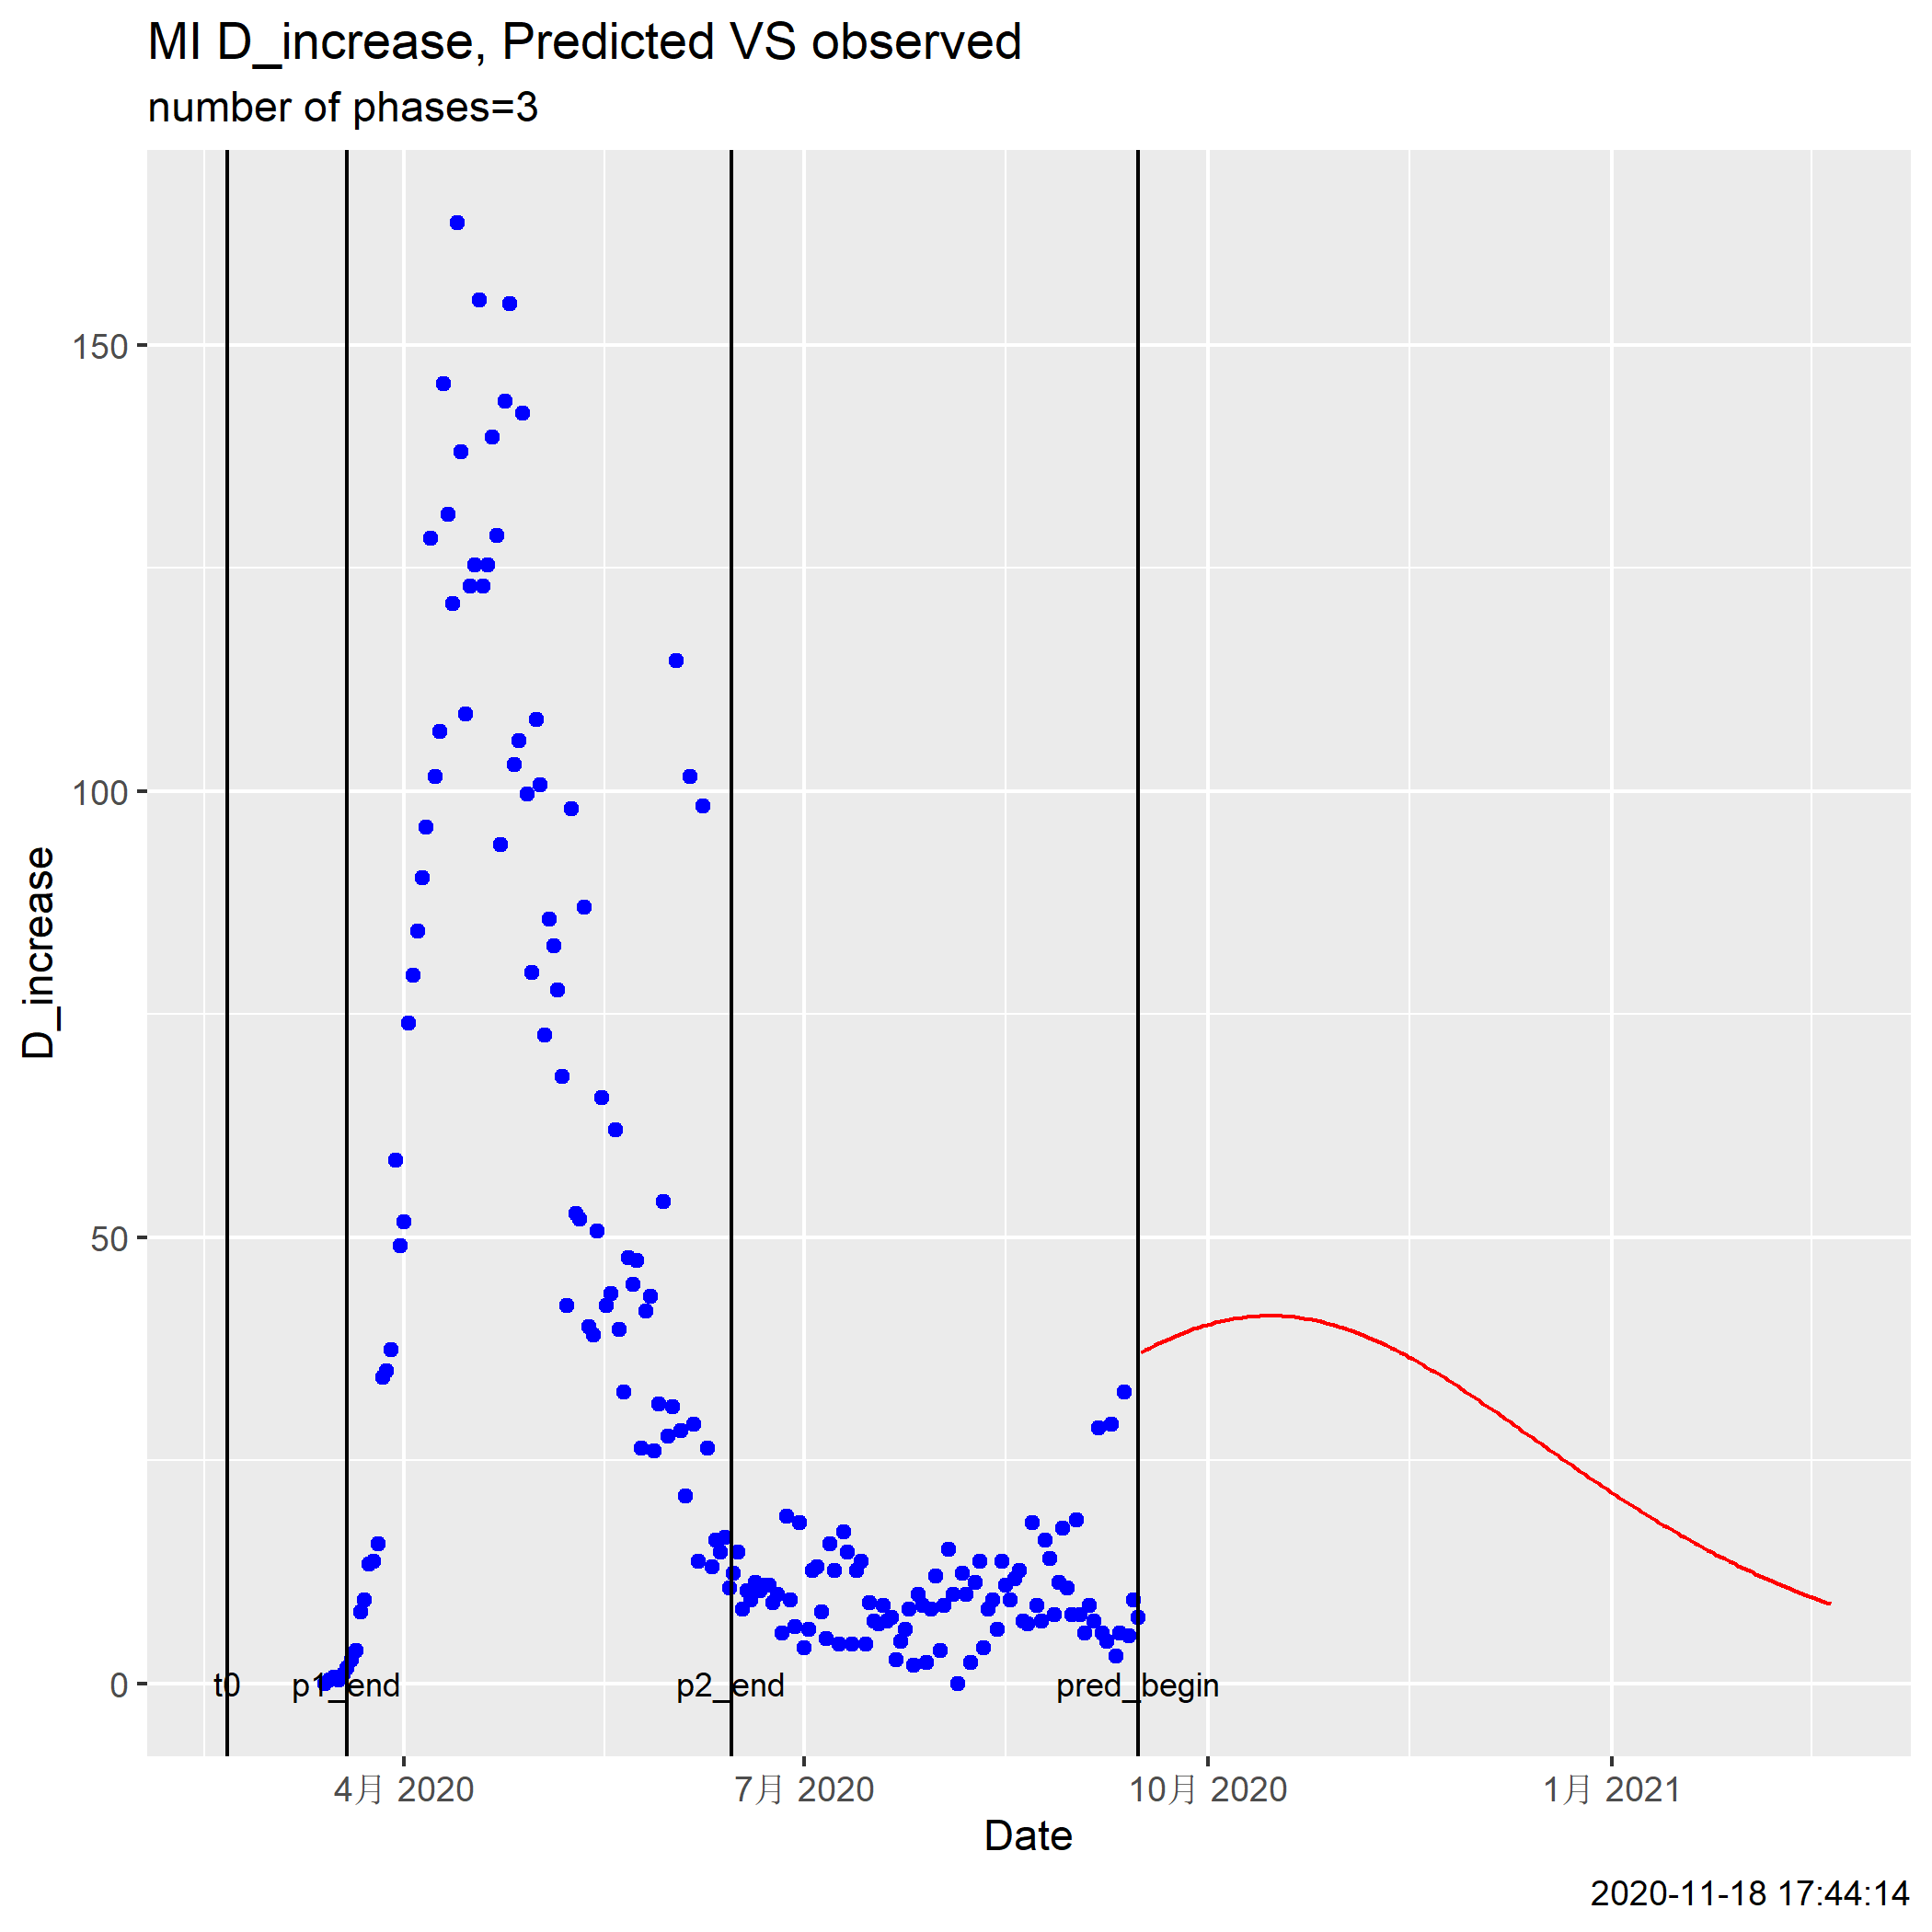 MI D_increase, Predicted VS observed
number of phases=3
D_increase
150
100
50
0
t0 p1_end p2_end pred_begin
4月 2020 7月 2020 10月 2020 1月 2021
Date
2020-11-18 17:44:14